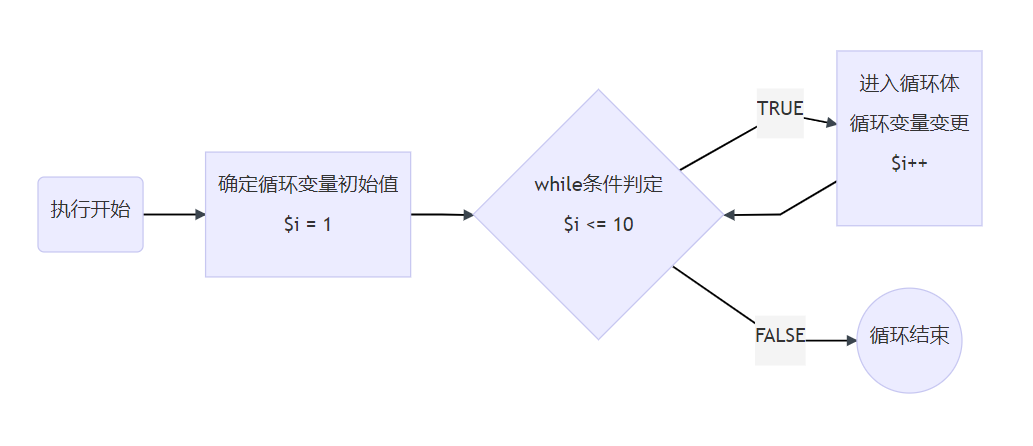 执行开始
确定循环变量初始值
$i = 1
while条件判定
$i <= 10
TRUE
进入循环体
循环变量变更
$i++
FALSE
循环结束